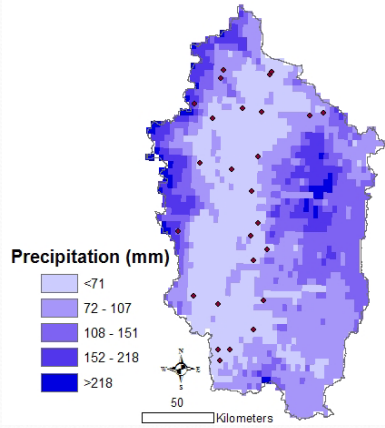 Precipitation (mm)
<71
72 - 107
108 - 151
152 - 218
>218
N
W E
S
50
Kilometers